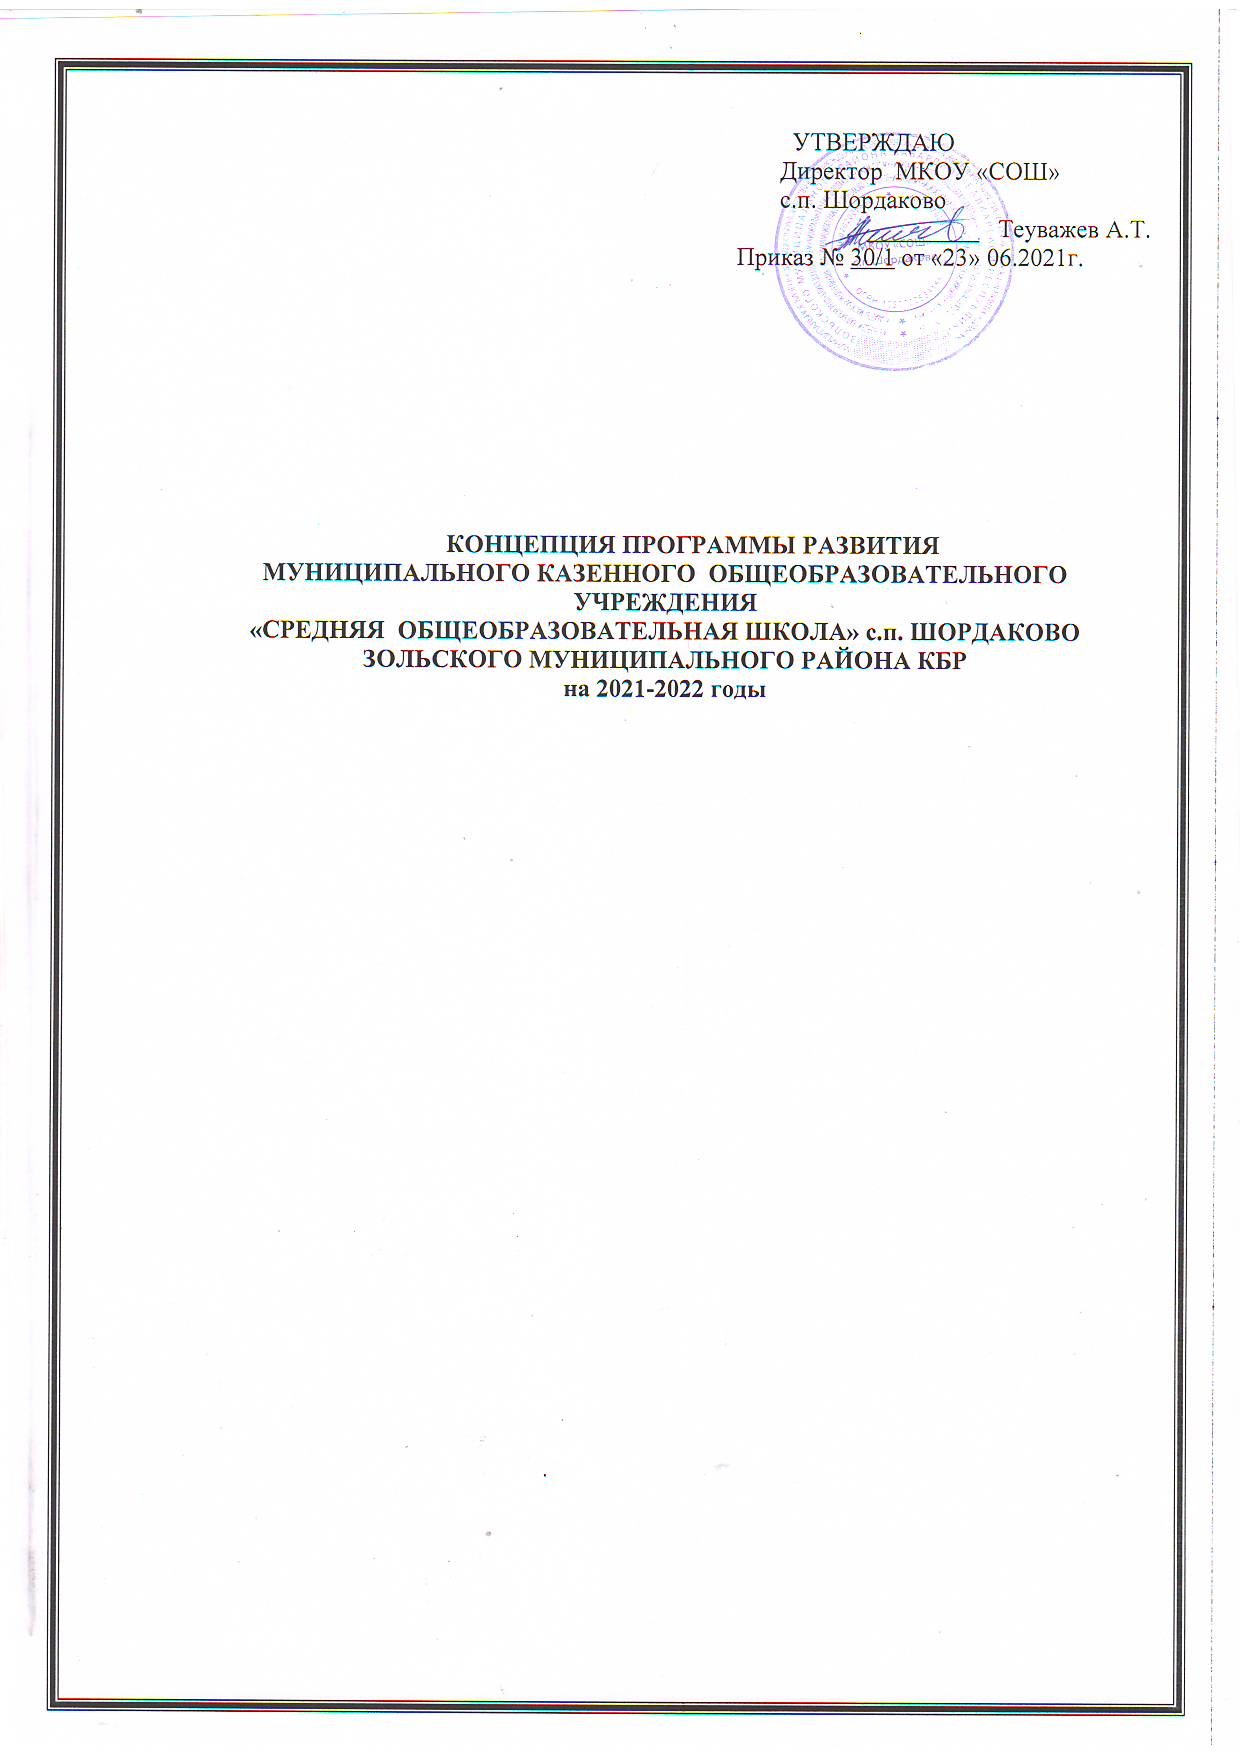 УТВЕРЖДАЮ
Директор МКОУ «СОШ»
с.п. Шордаково
Теуважев А.Т.
Приказ № 30/1 от «23» 06.2021г.
КОНЦЕПЦИЯ ПРОГРАММЫ РАЗВИТИЯ
МУНИЦИПАЛЬНОГО КАЗЕННОГО ОБЩЕОБРАЗОВАТЕЛЬНОГО
УЧРЕЖДЕНИЯ
«СРЕДНЯЯ ОБЩЕОБРАЗОВАТЕЛЬНАЯ ШКОЛА» с.п. ШОРДАКОВО
ЗОЛЬСКОГО МУНИЦИПАЛЬНОГО РАЙОНА КБР
на 2021-2022 годы